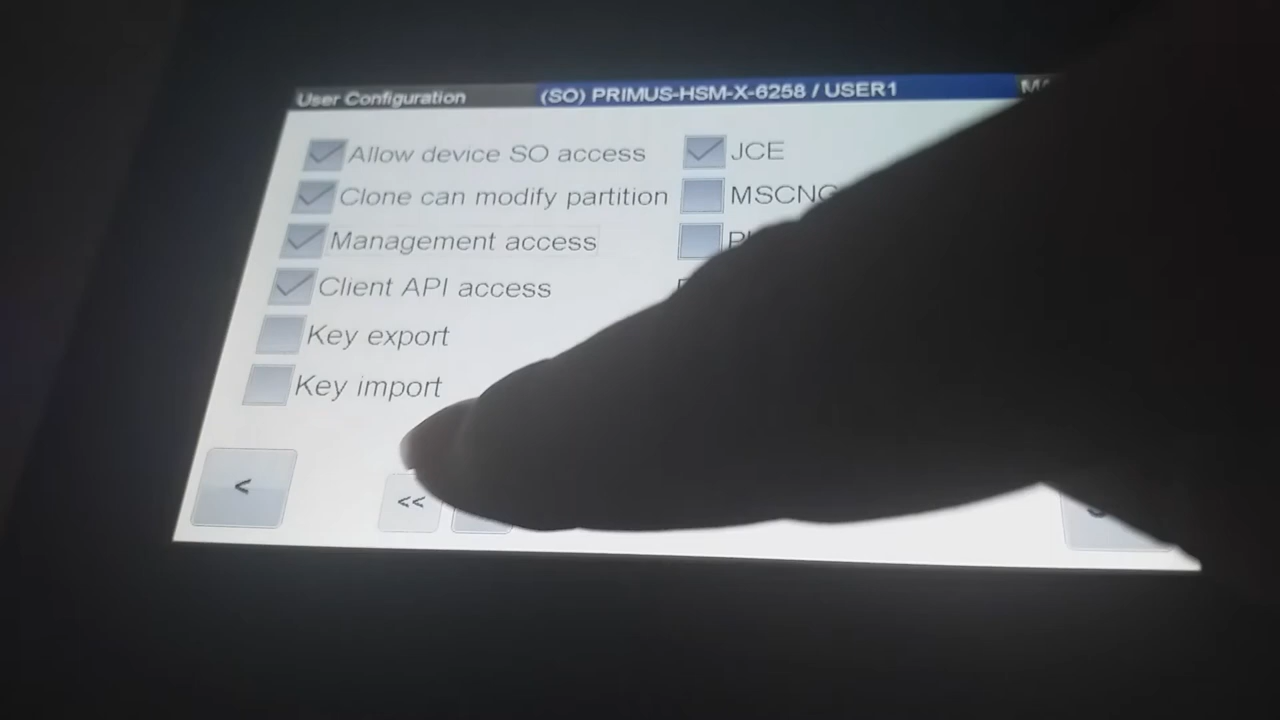 User Configuration (SO) PRIMUS-HSM-X-6258 / USER1
Allow device SO access
JCE
Clone can modify partition
Management access
Client API access
Key export
Key import
<
<<